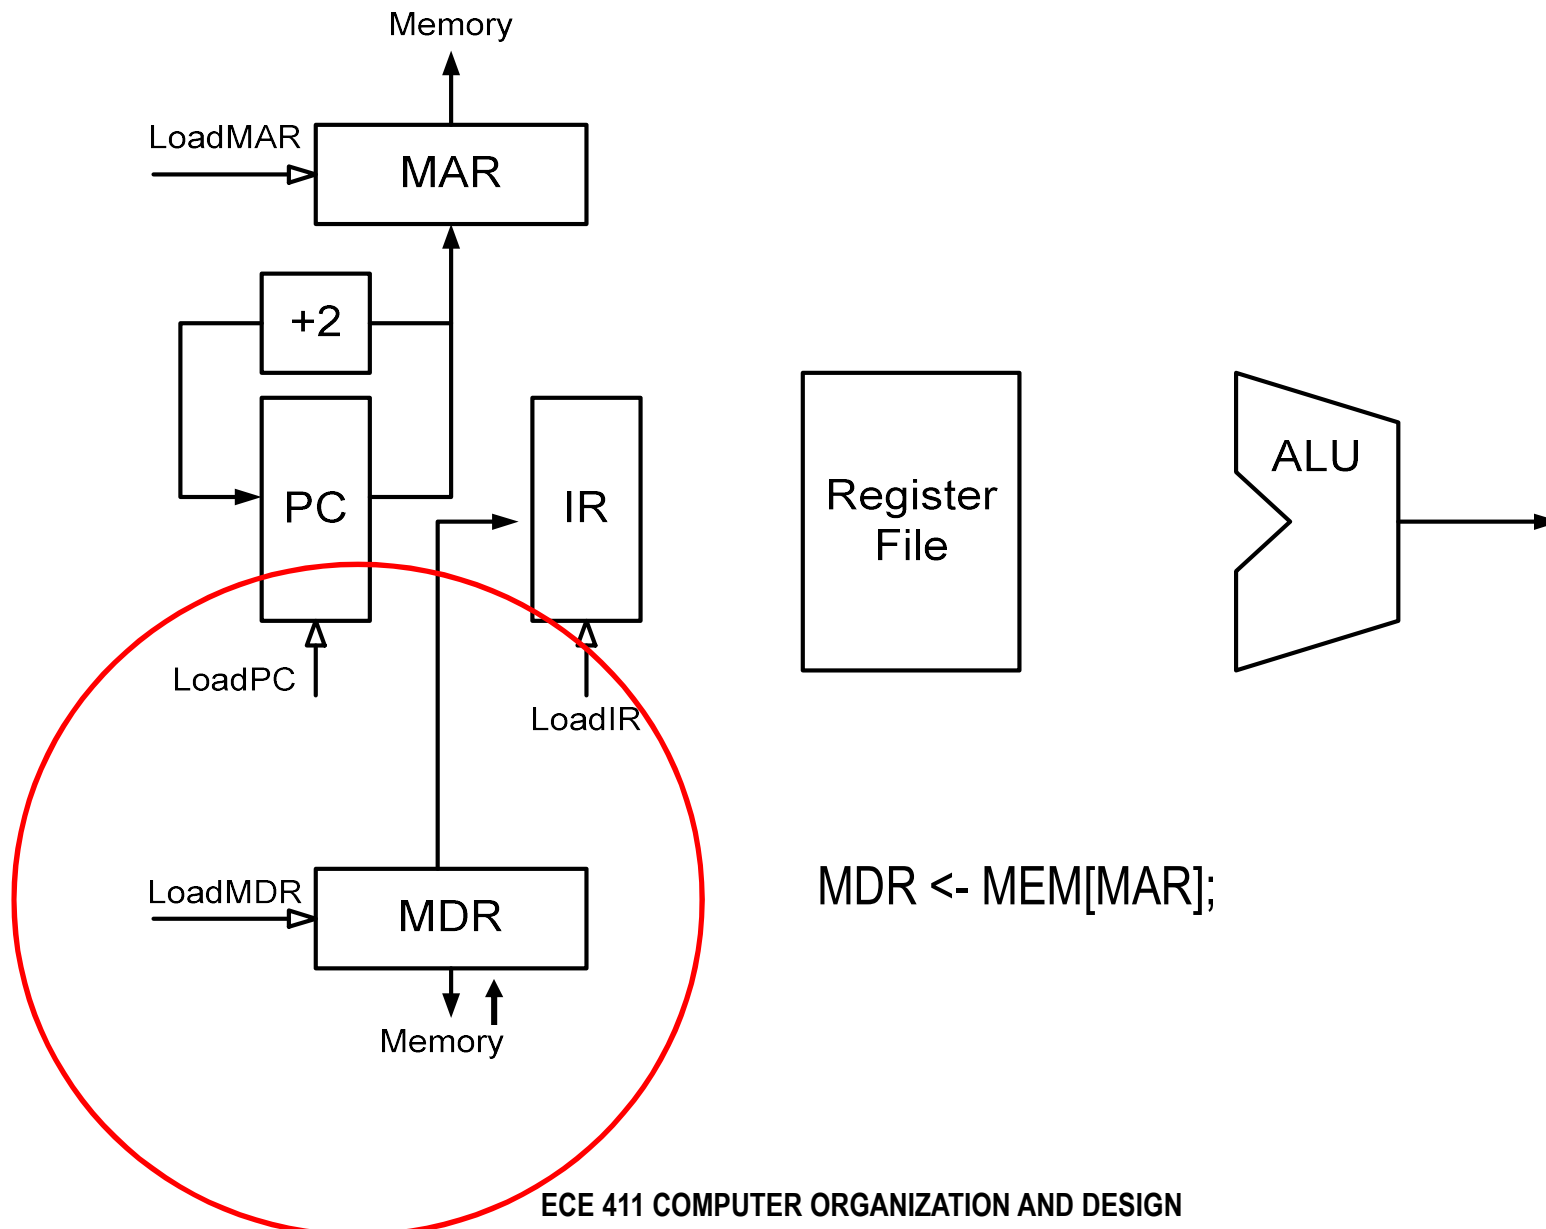 Memory
LoadMAR
MAR
+2
PC
IR
Register
File
ALU
LoadPC
LoadIR
LoadMDR
MDR
MDR <- MEM[MAR];
Memory
ECE 411 COMPUTER ORGANIZATION AND DESIGN